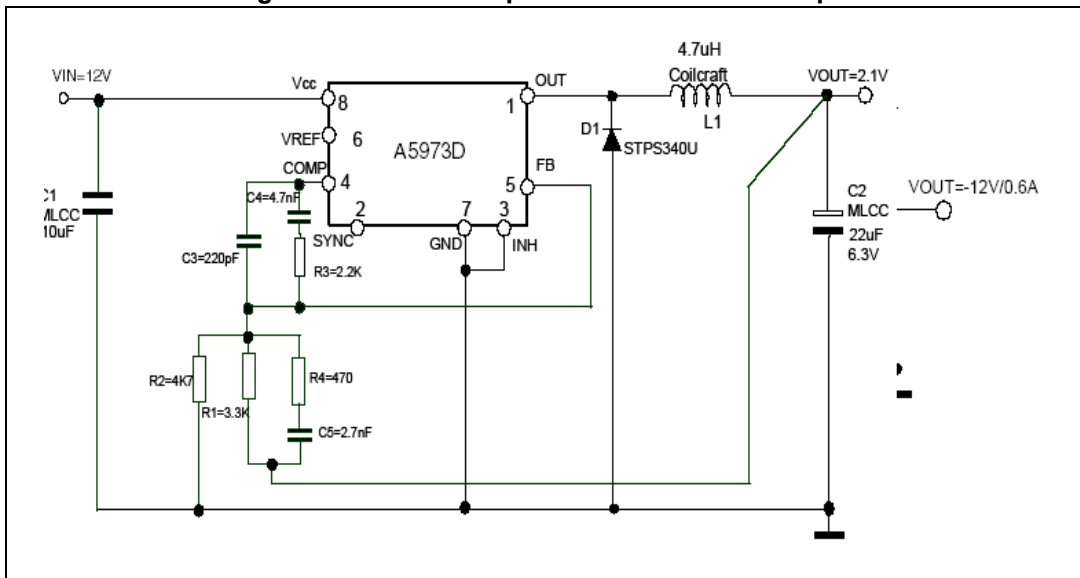 VIN=12V
Vcc
8
VREF
6
COMP
4
A5973D
OUT
1
FB
5
2
SYNC
7
GND
3
INH
4.7uH
Coilcraft
L1
VOUT=2.1V
D1
STPS340U
C2
MLCC
22uF
6.3V
VOUT=-12V/0.6A
C4=4.7nF
C3=220pF
R3=2.2K
R2=4K7
R1=3.3K
R4=470
C5=2.7nF